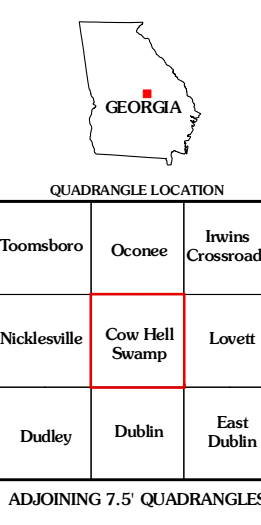 GEORGIA
QUADRANGLE LOCATION
Toomsboro
Oconee
Irwins
Crossroad
Nicklesville
Cow Hell
Swamp
Lovett
Dudley
Dublin
East
Dublin
ADJOINING 7.5' QUADRANGLES